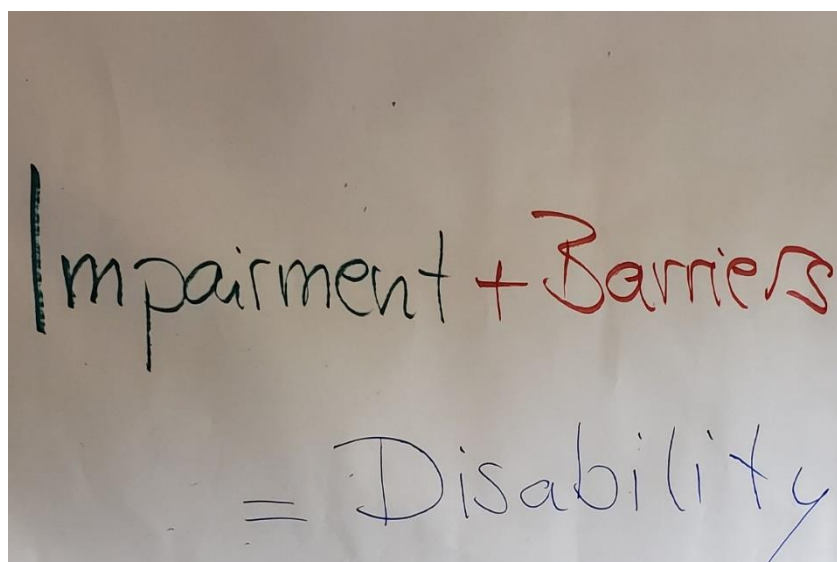 Impairment + Barriers
= Disability